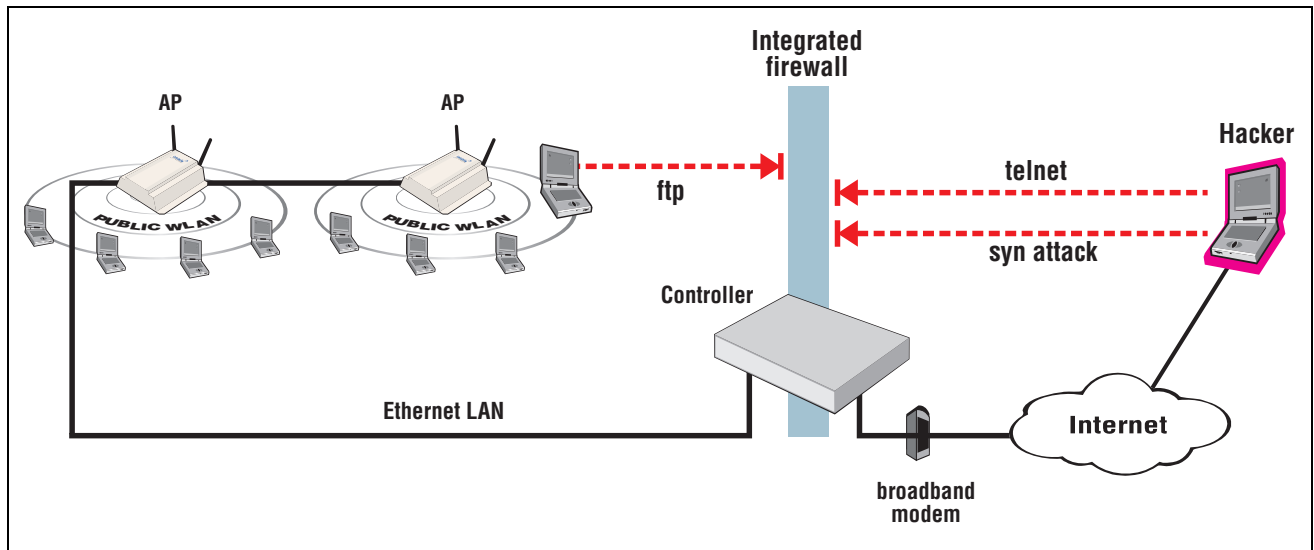 Integrated
firewall
AP
AP
Hacker
telnet
ftp
PUBLIC WLAN
PUBLIC WLAN
syn attack
Controller
Ethernet LAN
Internet
broadband
modem